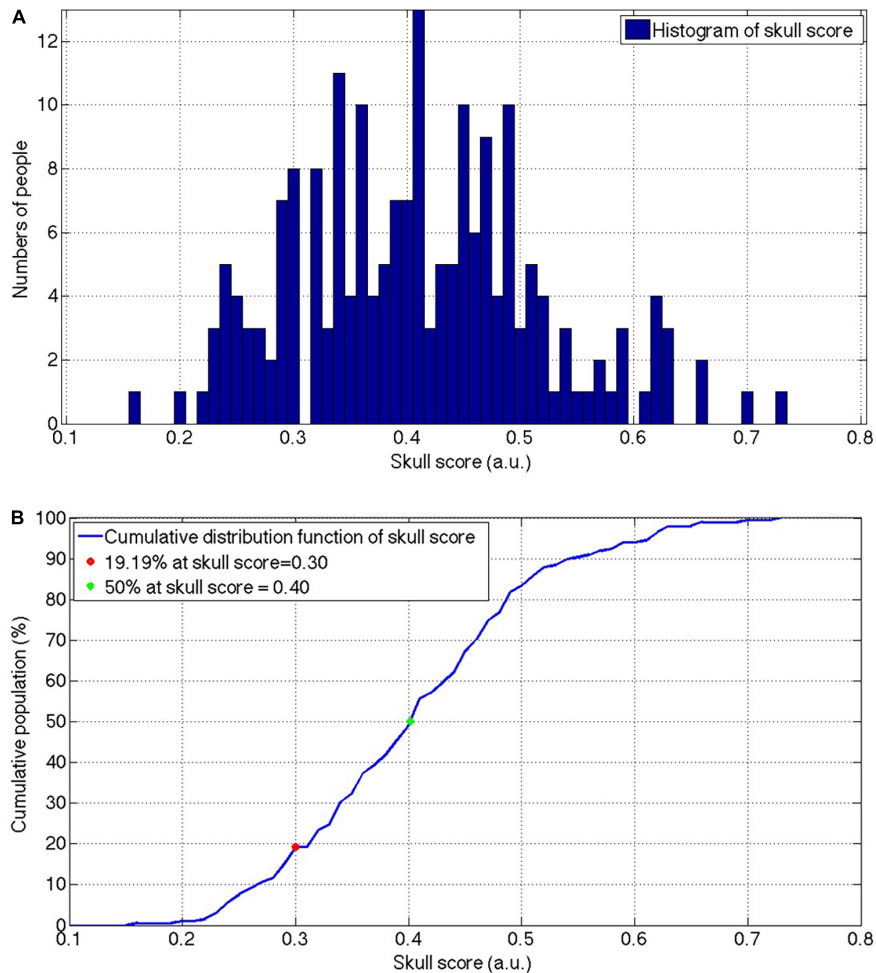 A
Histogram of skull score
12
10
8
6
4
2
0
Numbers of people
0.1 0.2 0.3 0.4 0.5 0.6 0.7 0.8
Skull score (a.u.)
B
Cumulative distribution function of skull score
19.19% at skull score=0.30
50% at skull score = 0.40
100
90
80
70
60
50
40
30
20
10
0
Cumulative population (%)
0.1 0.2 0.3 0.4 0.5 0.6 0.7 0.8
Skull score (a.u.)